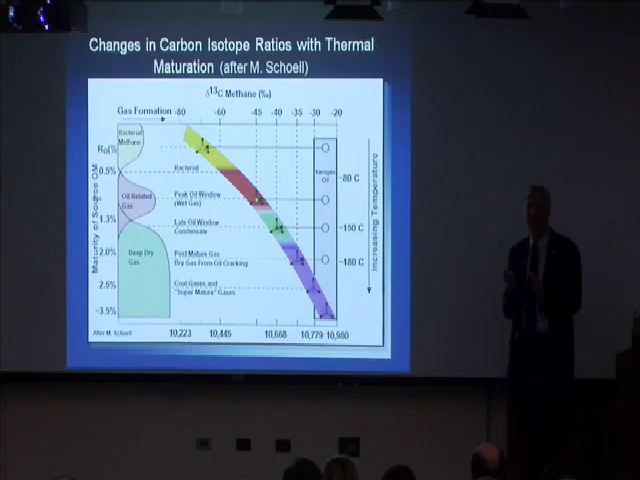 Changes in Carbon Isotope Ratios with Thermal
Maturation (after M. Schoell)
δ13C Methane (‰)
Gas Formation -80 -60 -45 -40 -35 -30 -20
Bacterial
Methane
Ro(%
0.5%
Bacterial
Kerogen
Oil
80 C
Oil Related
Gas
Peak Oil Window
(Wet Gas)
1.3%
Late Oil Window
Condensate
150 C
Deep Dry
Gas
2.0%
Post Mature Gas
Dry Gas From Oil Cracking
180 C
2.5%
Coal Gases and
"Super Mature" Gases
~3.5%
Maturity of Source OM
Increasing Temperature
After M. Schoell 10,223 10,445 10,668 10,779 10,980